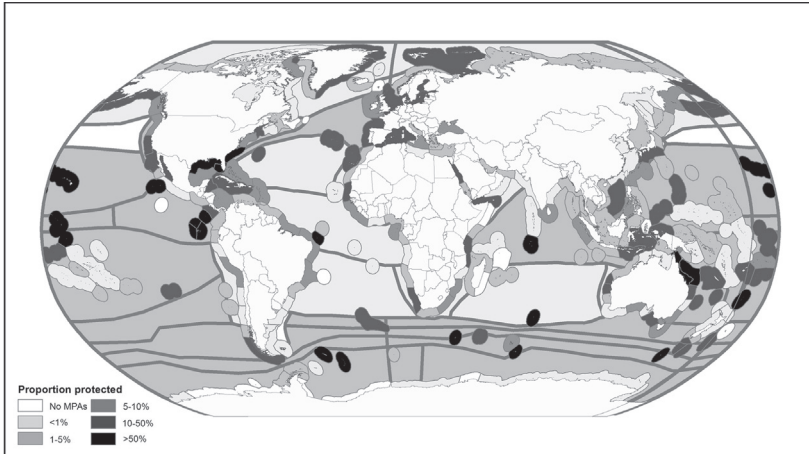 Proportion protected
No MPAs
<1%
1-5%
5-10%
10-50%
>50%